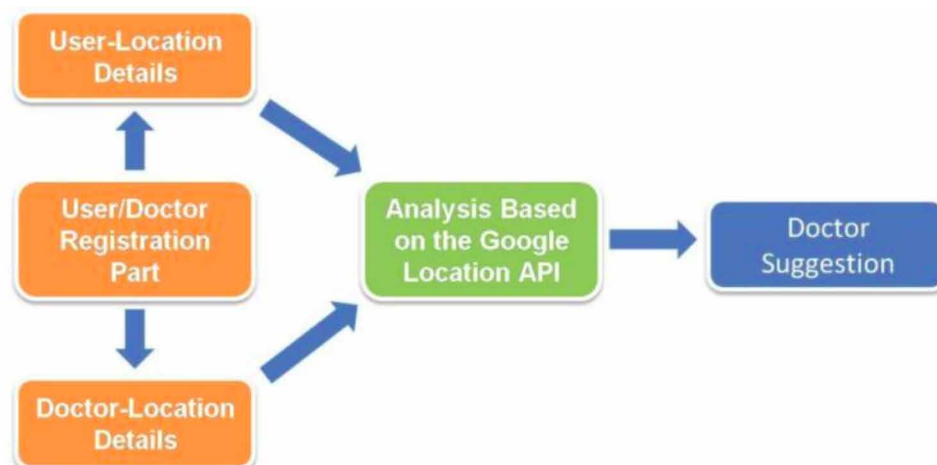 User-Location
Details
User/Doctor
Registration
Part
Doctor-Location
Details
Analysis Based
on the Google
Location API
Doctor
Suggestion